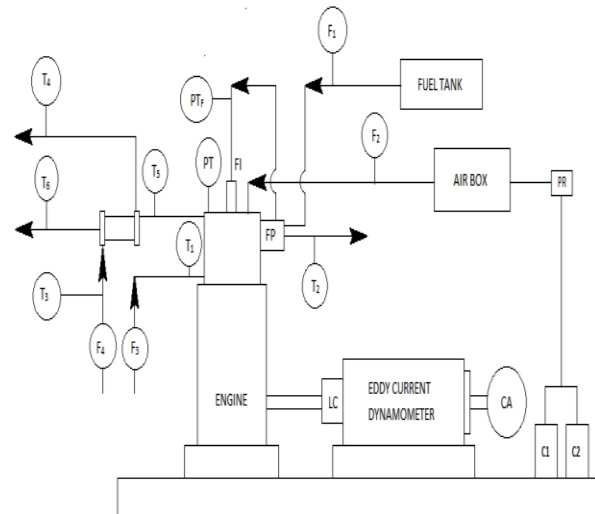 F₁
T₄
FUEL TANK
PT_F
F₂
T₅
PT
FI
T₆
AIR BOX
PR
T₁
FP
T₃
T₂
F₄
F₃
ENGINE
LC
EDDY CURRENT
DYNAMOMETER
CA
C1
C2